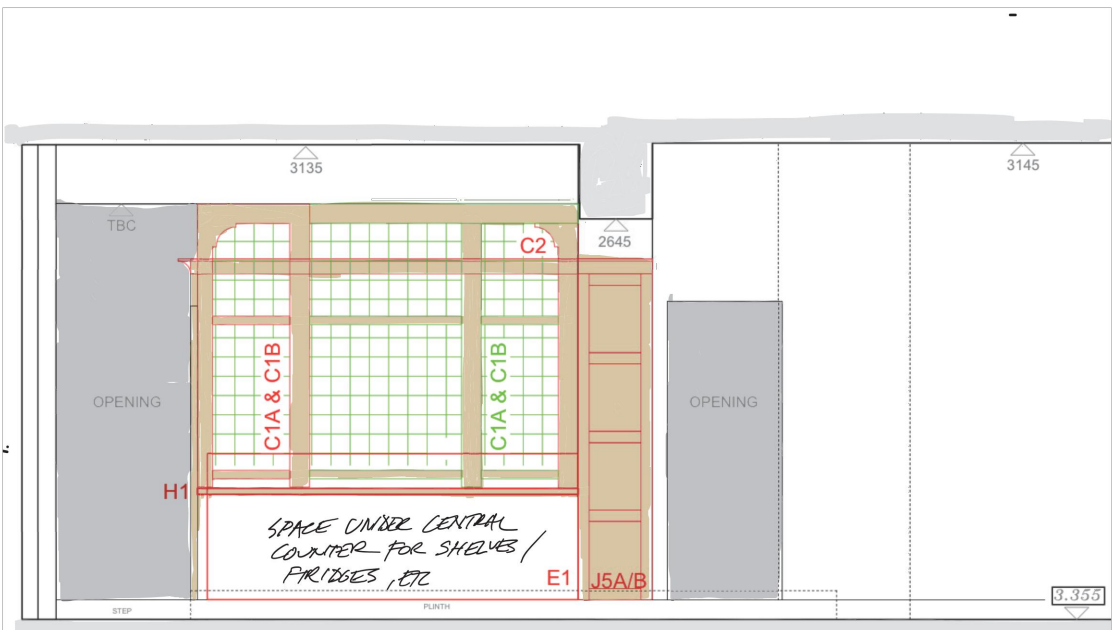 3135
3145
TBC
C2
2645
C1A & C1B
C1A & C1B
OPENING
OPENING
H1
SPACE UNDER CENTRAL
COUNTER FOR SHELVES /
FRIDGES, ETC
E1
J5A/B
3.355
STEP
PLINTH